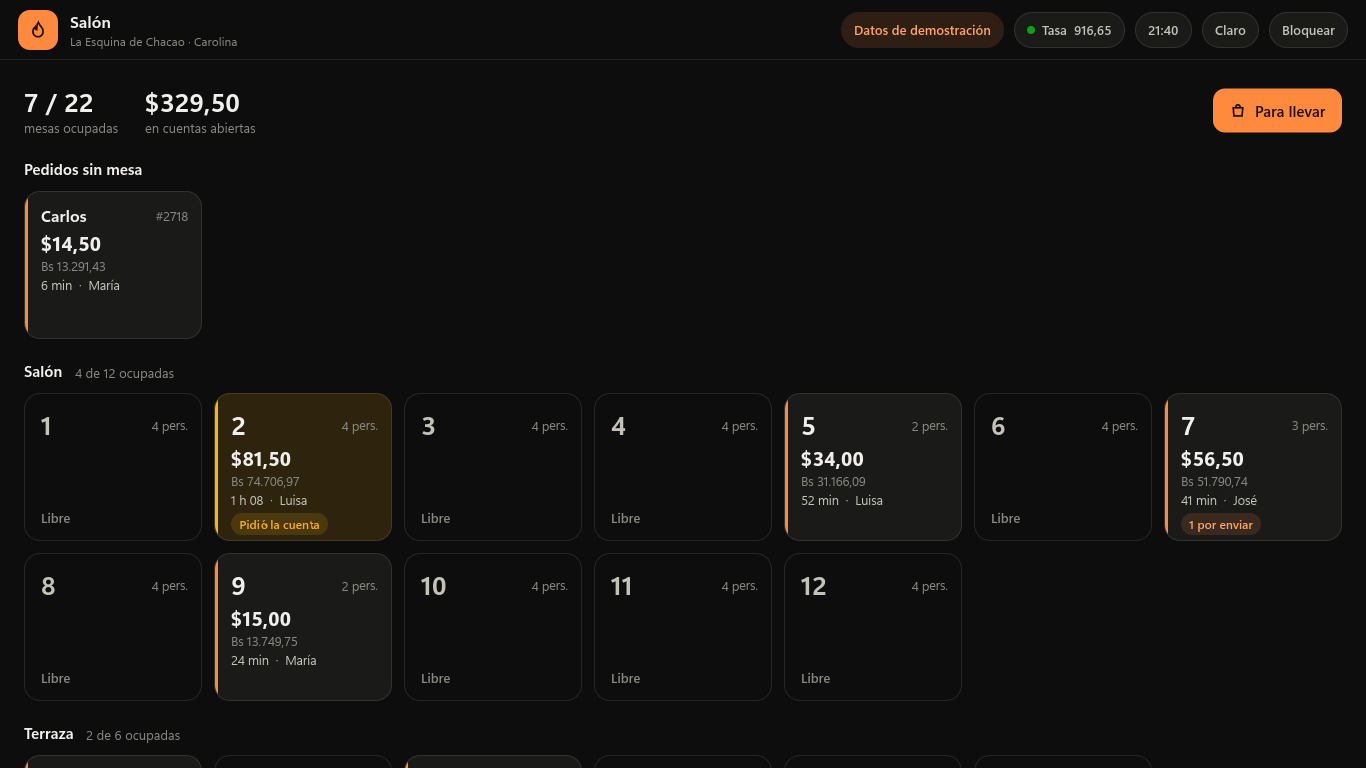 Salón
La Esquina de Chacao · Carolina
Datos de demostración
Tasa 916,65
21:40
Claro
Bloquear
7 / 22
mesas ocupadas
$329,50
en cuentas abiertas
Para llevar
Pedidos sin mesa
Carlos #2718
$14,50
Bs 13.291,43
6 min · María
Salón 4 de 12 ocupadas
1 4 pers.
Libre
2 4 pers.
$81,50
Bs 74.706,97
1 h 08 · Luisa
Pidió la cuenta
3 4 pers.
Libre
4 4 pers.
Libre
5 2 pers.
$34,00
Bs 31.166,09
52 min · Luisa
6 4 pers.
Libre
7 3 pers.
$56,50
Bs 51.790,74
41 min · José
1 por enviar
8 4 pers.
Libre
9 2 pers.
$15,00
Bs 13.749,75
24 min · María
10 4 pers.
Libre
11 4 pers.
Libre
12 4 pers.
Libre
Terraza 2 de 6 ocupadas